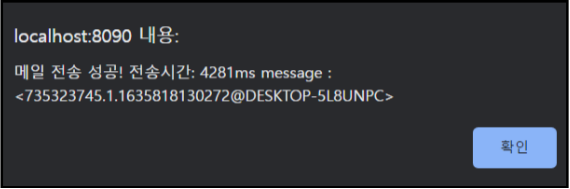 localhost:8090 내용:
메일 전송 성공! 전송시간: 4281ms message :
<735323745.1.1635818130272@DESKTOP-5L8UNPC>
확인